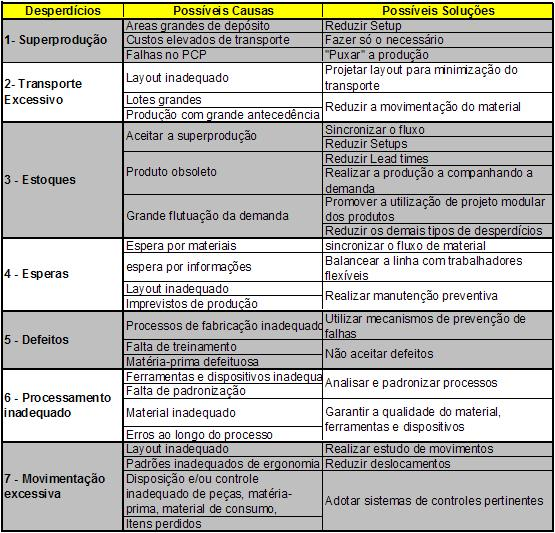 Desperdícios Possíveis Causas Possíveis Soluções
1- Superprodução
Areas grandes de depósito
Custos elevados de transporte
Falhas no PCP
Reduzir Setup
Fazer só o necessário
"Puxar" a produção
2- Transporte
Excessivo
Layout inadequado
Lotes grandes
Produção com grande antecedência
Projetar layout para minimização do
transporte
Reduzir a movimentação do material
3 - Estoques
Aceitar a superprodução
Produto obsoleto
Grande flutuação da demanda
Sincronizar o fluxo
Reduzir Setups
Reduzir Lead times
Realizar a produção a companhando a
demanda
Promover a utilização de projeto modular
dos produtos
Reduzir os demais tipos de desperdícios
4 - Esperas
Espera por materiais
espera por informações
Layout inadequado
Imprevistos de produção
sincronizar o fluxo de material
Balancear a linha com trabalhadores
flexíveis
Realizar manutenção preventiva
5 - Defeitos
Processos de fabricação inadequado
Falta de treinamento
Matéria-prima defeituosa
Utilizar mecanismos de prevenção de
falhas
Não aceitar defeitos
6 - Processamento
inadequado
Ferramentas e dispositivos inadequa
Falta de padronização
Material inadequado
Erros ao longo do processo
Analisar e padronizar processos
Garantir a qualidade do material,
ferramentas e dispositivos
7 - Movimentação
excessiva
Layout inadequado
Padrões inadequados de ergonomia
Disposição e/ou controle
inadequado de peças, matéria-
prima, material de consumo,
Itens perdidos
Realizar estudo de movimentos
Reduzir deslocamentos
Adotar sistemas de controles pertinentes